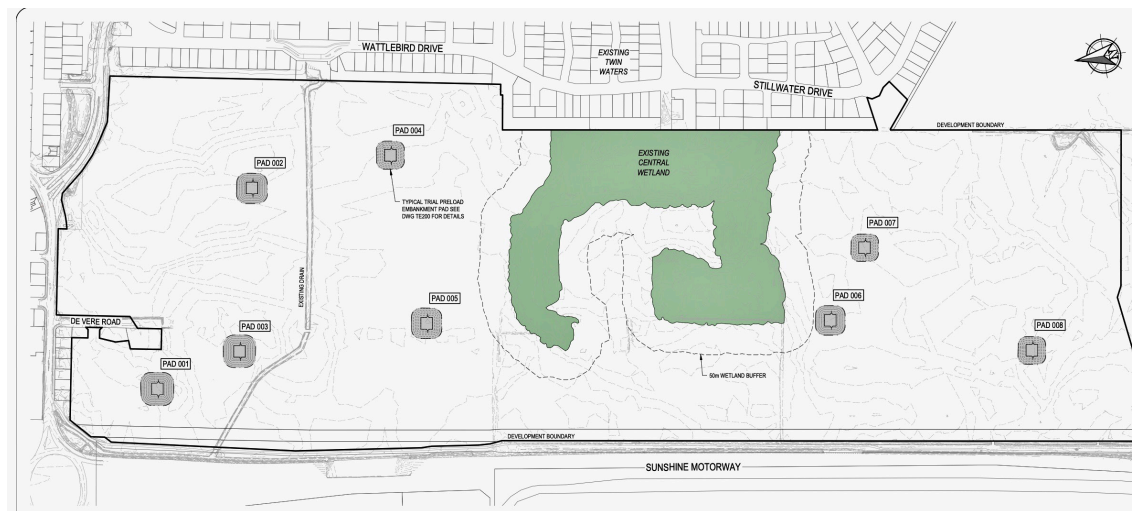 WATTLEBIRD DRIVE
EXISTING
TWIN
WATERS
STILLWATER DRIVE
DEVELOPMENT BOUNDARY
PAD 004
PAD 002
EXISTING
CENTRAL
WETLAND
TYPICAL TRIAL PRELOAD
EMBANKMENT PAD SEE
DWG TE200 FOR DETAILS
PAD 007
EXISTING DRAIN
PAD 005
PAD 006
DE VERE ROAD
PAD 003
PAD 008
PAD 001
50m WETLAND BUFFER
DEVELOPMENT BOUNDARY
SUNSHINE MOTORWAY